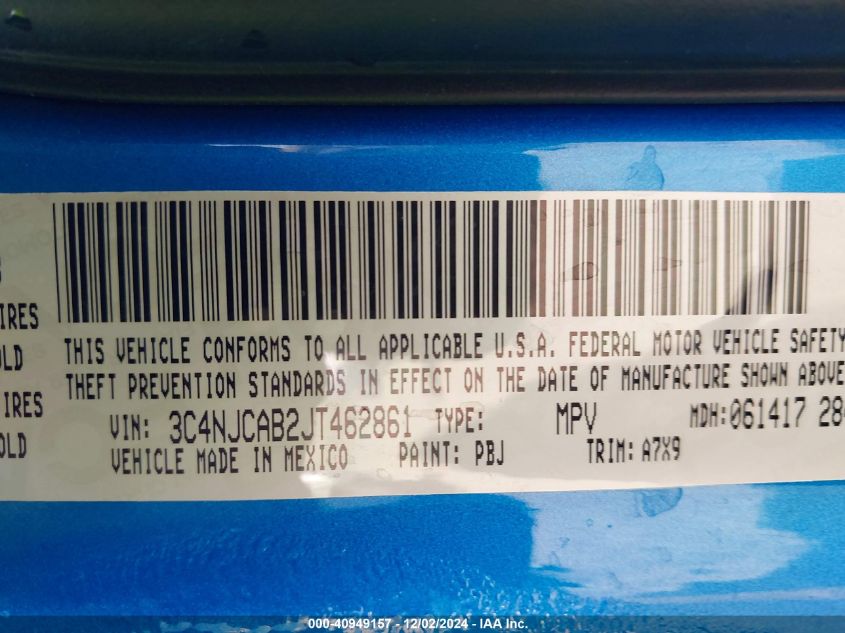 IRES
OLD
IRES
OLD
THIS VEHICLE CONFORMS TO ALL APPLICABLE U.S.A. FEDERAL MOTOR VEHICLE SAFETY
THEFT PREVENTION STANDARDS IN EFFECT ON THE DATE OF MANUFACTURE SHOWN ABOVE
VIN: 3C4NJCAB2JT462861 TYPE: MPV MDH:061417 28
VEHICLE MADE IN MEXICO PAINT: PBJ TRIM: A7X9
000-40949157 - 12/02/2024 - IAA Inc.